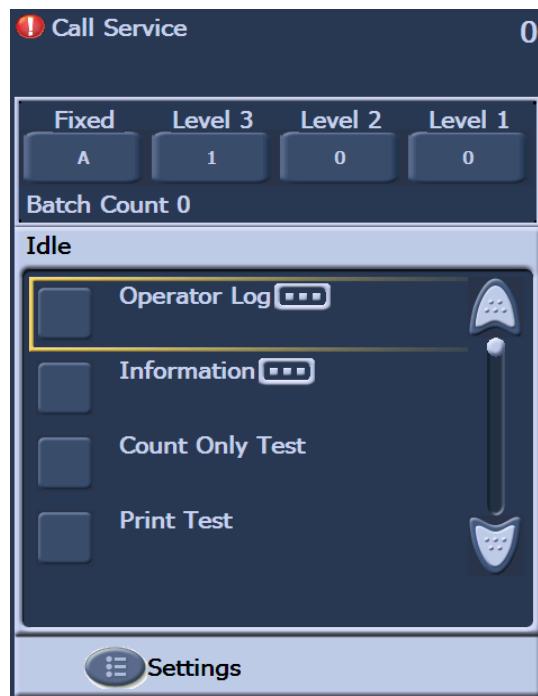 Call Service 0
Fixed Level 3 Level 2 Level 1
A 1 0 0
Batch Count 0
Idle
Operator Log
Information
Count Only Test
Print Test
Settings